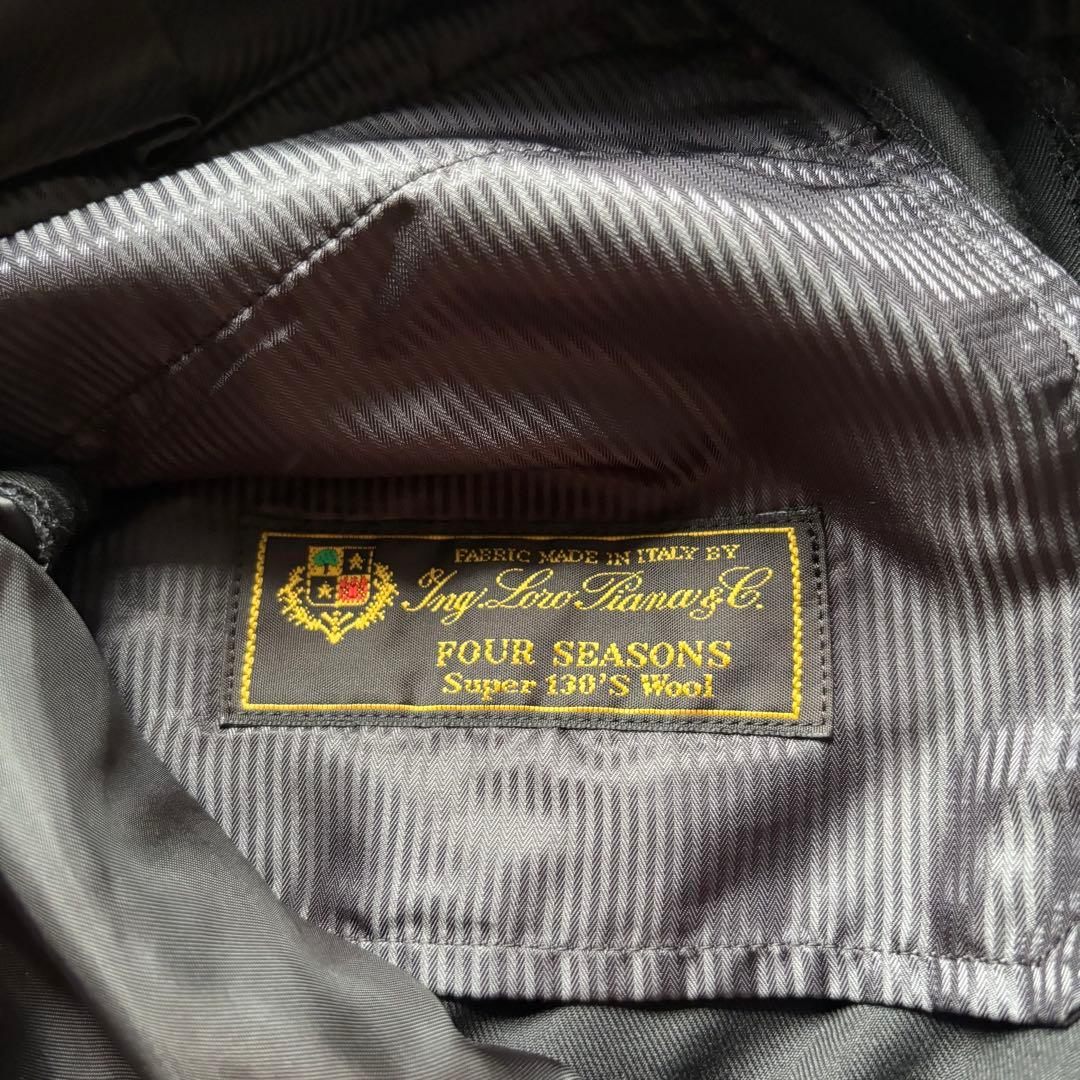 FABRIC MADE IN ITALY BY
Ing. Loro Piana & C.
FOUR SEASONS
Super 130'S Wool